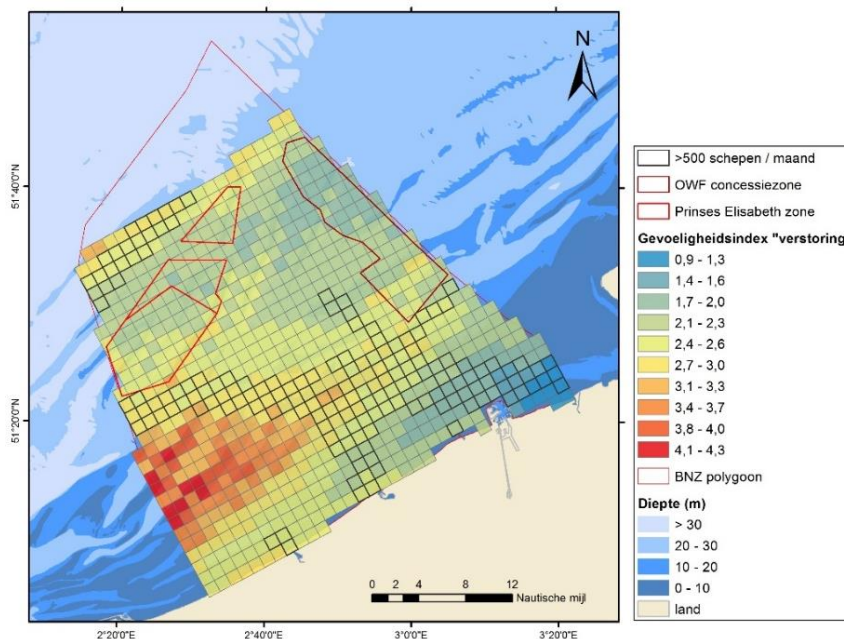 N
51°40'0"N
51°20'0"N
2°20'0"E
2°40'0"E
3°0'0"E
3°20'0"E
0 2 4 8 12
Nautische mijl
>500 schepen / maand
OWF concessiezone
Prinses Elisabeth zone
Gevoeligheidsindex "verstoring"
0,9 - 1,3
1,4 - 1,6
1,7 - 2,0
2,1 - 2,3
2,4 - 2,6
2,7 - 3,0
3,1 - 3,3
3,4 - 3,7
3,8 - 4,0
4,1 - 4,3
BNZ polygoon
Diepte (m)
> 30
20 - 30
10 - 20
0 - 10
land